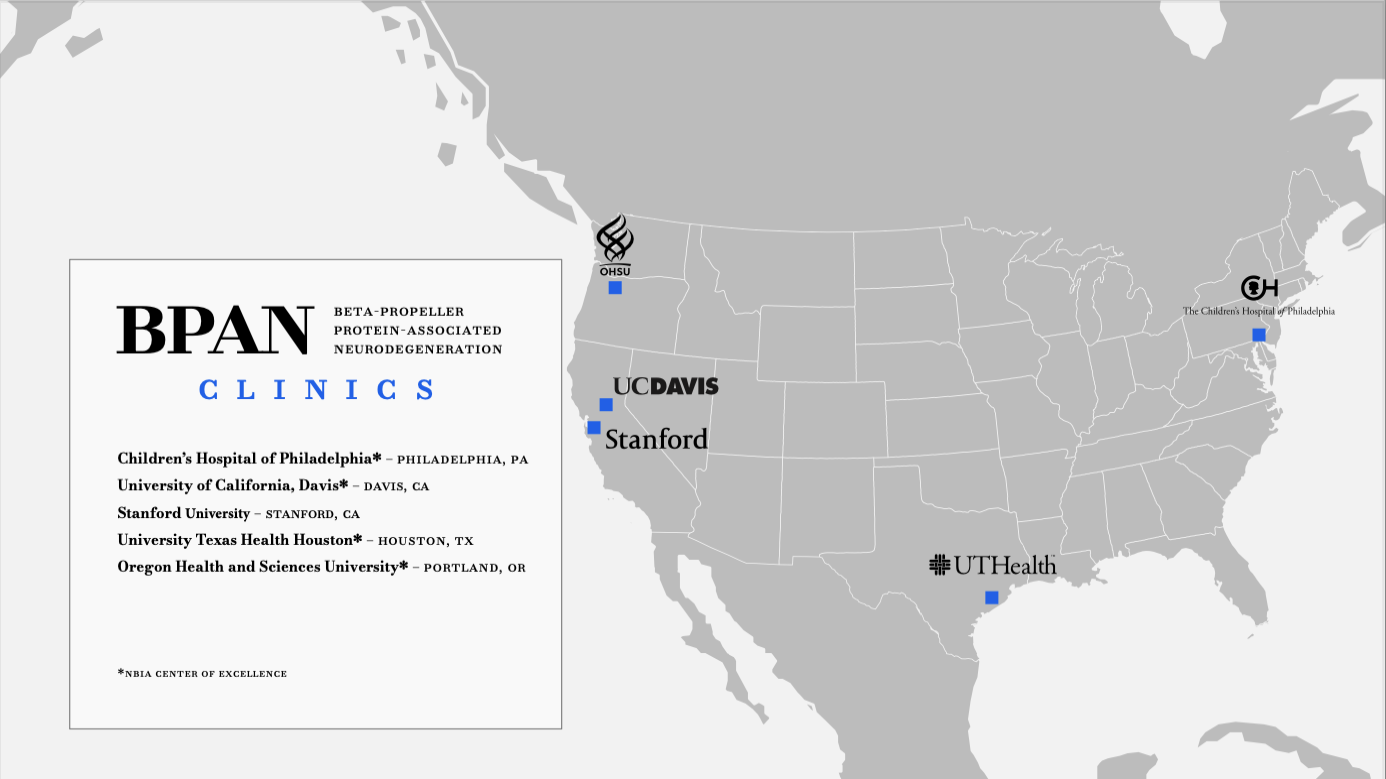 BPAN
BETA-PROPELLER
PROTEIN-ASSOCIATED
NEURODEGENERATION
CLINICS
Children's Hospital of Philadelphia* – PHILADELPHIA, PA
University of California, Davis* – DAVIS, CA
Stanford University – STANFORD, CA
University Texas Health Houston* – HOUSTON, TX
Oregon Health and Sciences University* – PORTLAND, OR
*NBIA CENTER OF EXCELLENCE
OHSU
UCDAVIS
Stanford
UTHealth™
CH
The Children's Hospital of Philadelphia